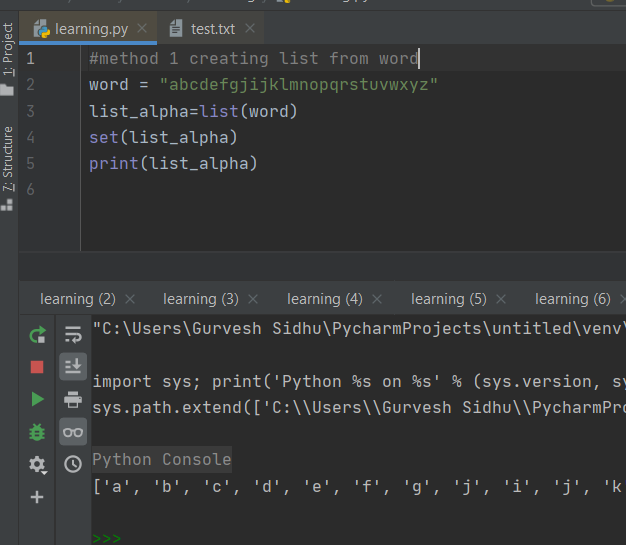 learning.py test.txt
1: Project
7: Structure
1 #method 1 creating list from word
2 word = "abcdefgjijklmnopqrstuvwxyz"
3 list_alpha=list(word)
4 set(list_alpha)
5 print(list_alpha)
6
learning (2) learning (3) learning (4) learning (5) learning (6)
"C:\Users\Gurvesh Sidhu\PycharmProjects\untitled\venv\
import sys; print('Python %s on %s' % (sys.version, sy
sys.path.extend(['C:\\Users\\Gurvesh Sidhu\\PycharmPro
Python Console
['a', 'b', 'c', 'd', 'e', 'f', 'g', 'j', 'i', 'j', 'k
>>>